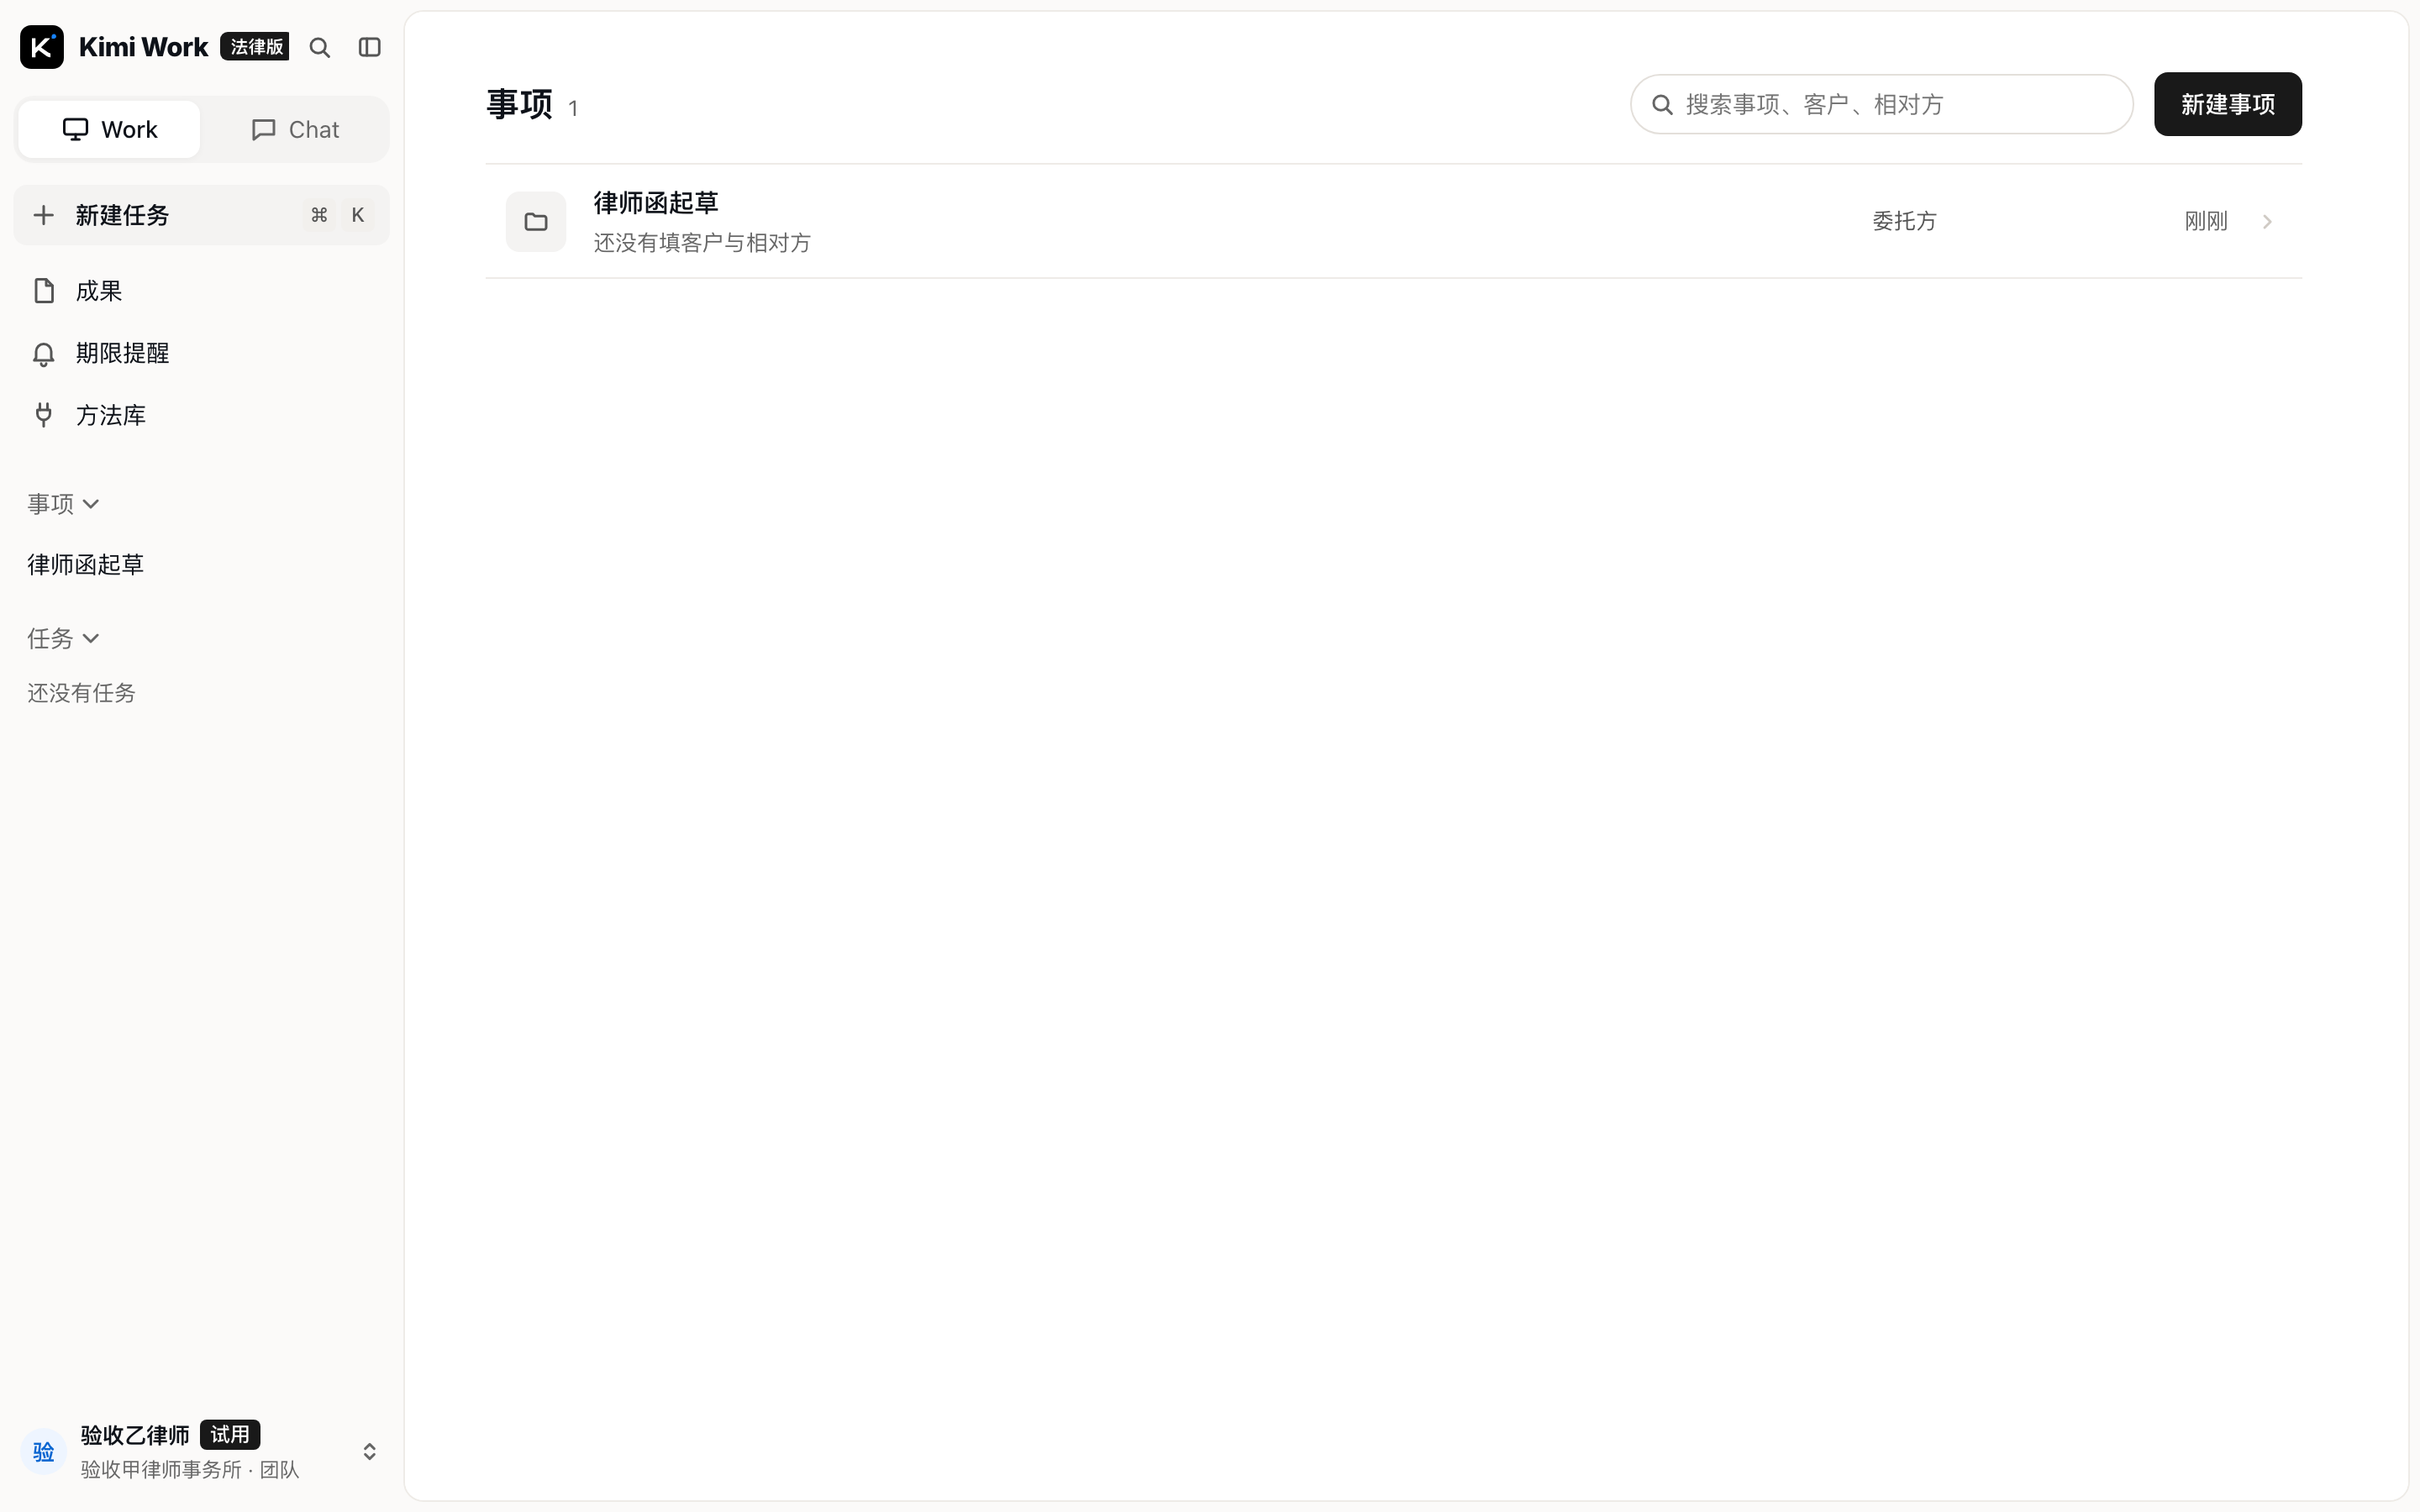 Kimi Work 法律版
Work
Chat
新建任务 ⌘ K
成果
期限提醒
方法库
事项
律师函起草
任务
还没有任务
验 验收乙律师 试用
验收甲律师事务所 · 团队
事项 1
搜索事项、客户、相对方
新建事项
律师函起草
还没有填客户与相对方
委托方
刚刚